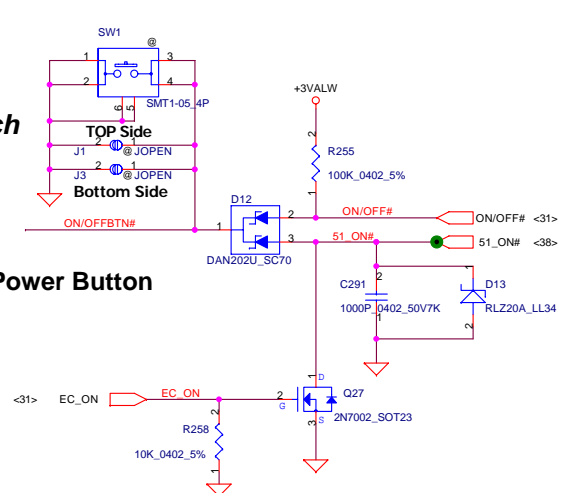 SW1
@
1
3
2
4
6
5
SMT1-05_4P
ch
TOP Side
2
1
J1
@JOPEN
2
1
J3
@JOPEN
Bottom Side
+3VALW
2
R255
100K_0402_5%
1
D12
ON/OFFBTN#
1
2
ON/OFF#
ON/OFF# <31>
3
51_ON#
51_ON# <38>
DAN202U_SC70
Power Button
2
C291
1
D13
1000P_0402_50V7K
RLZ20A_LL34
1
2
1
D
<31> EC_ON
EC_ON
2
G
Q27
2N7002_SOT23
3
S
2
R258
10K_0402_5%
1